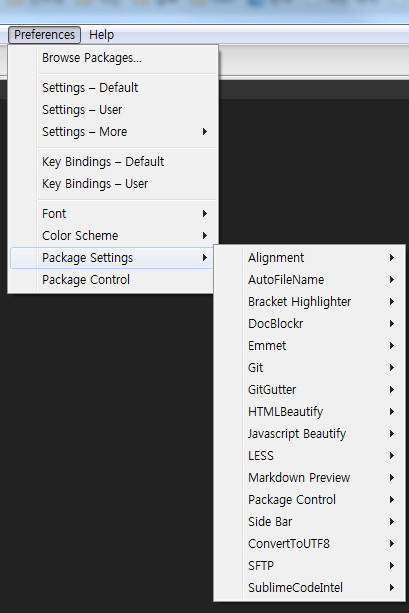 Preferences Help
Browse Packages...
Settings – Default
Settings – User
Settings – More
Key Bindings – Default
Key Bindings – User
Font
Color Scheme
Package Settings
Package Control
Alignment
AutoFileName
Bracket Highlighter
DocBlockr
Emmet
Git
GitGutter
HTMLBeautify
Javascript Beautify
LESS
Markdown Preview
Package Control
Side Bar
ConvertToUTF8
SFTP
SublimeCodeIntel